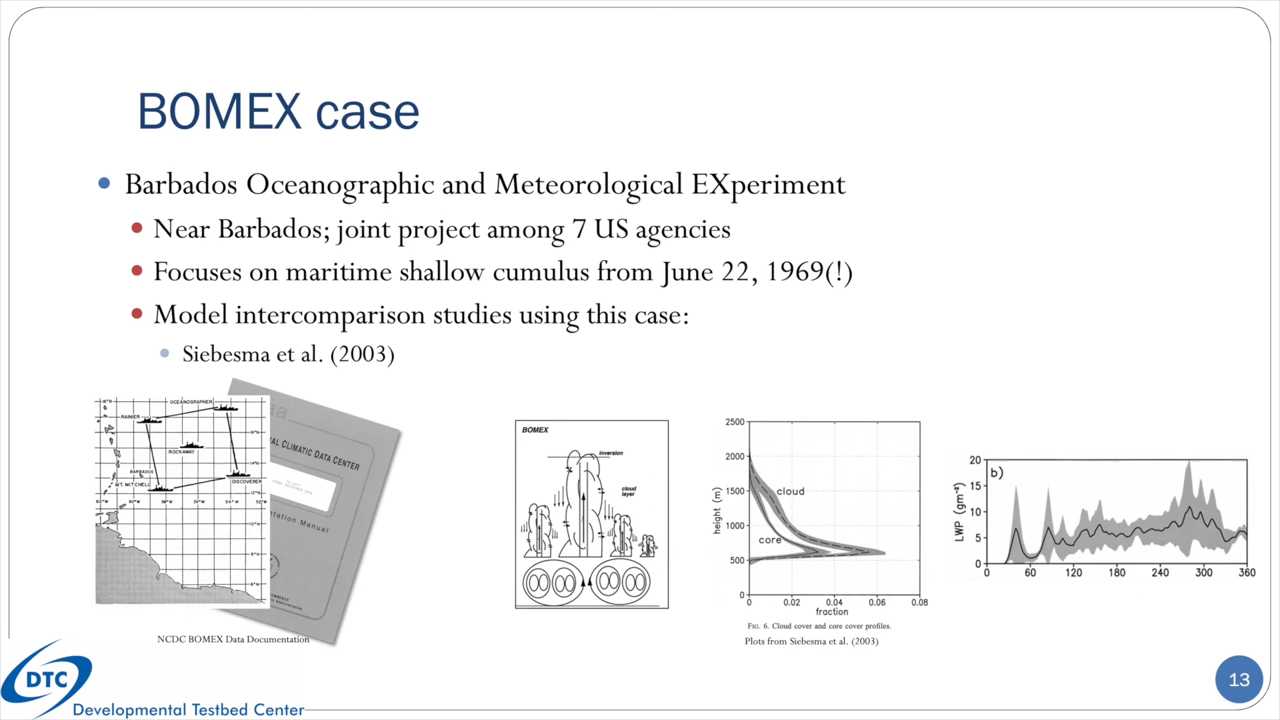 BOMEX case
Barbados Oceanographic and Meteorological EXperiment
Near Barbados; joint project among 7 US agencies
Focuses on maritime shallow cumulus from June 22, 1969(!)
Model intercomparison studies using this case:
Siebesma et al. (2003)
OCEANOGRAPHER
RAINIER
ROCKAWAY
BARBADOS
MT. MITCHELL
DISCOVERER
AL CLIMATIC DATA CENTER
ntation Manual
NCDC BOMEX Data Documentation
BOMEX
inversion
cloud
layer
2500
2000
1500
1000
500
0
height (m)
cloud
core
0 0.02 0.04 0.06 0.08
fraction
FIG. 6. Cloud cover and core cover profiles.
Plots from Siebesma et al. (2003)
b)
20
15
10
5
0
LWP (gm⁻²)
0 60 120 180 240 300 360
DTC
Developmental Testbed Center
13